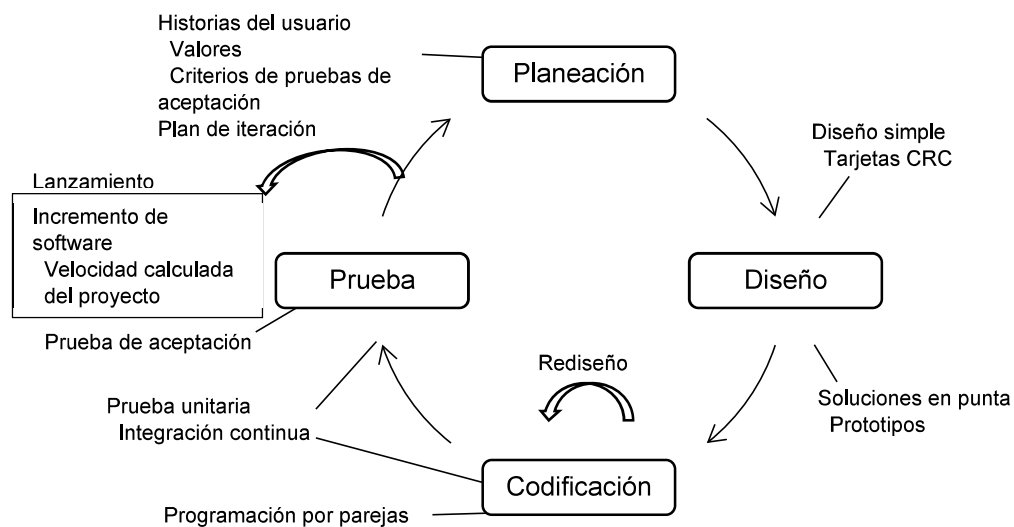 Historias del usuario
Valores
Criterios de pruebas de
aceptación
Plan de iteración
Planeación
Diseño simple
Tarjetas CRC
Lanzamiento
Incremento de
software
Velocidad calculada
del proyecto
Prueba
Diseño
Prueba de aceptación
Rediseño
Soluciones en punta
Prototipos
Prueba unitaria
Integración continua
Codificación
Programación por parejas